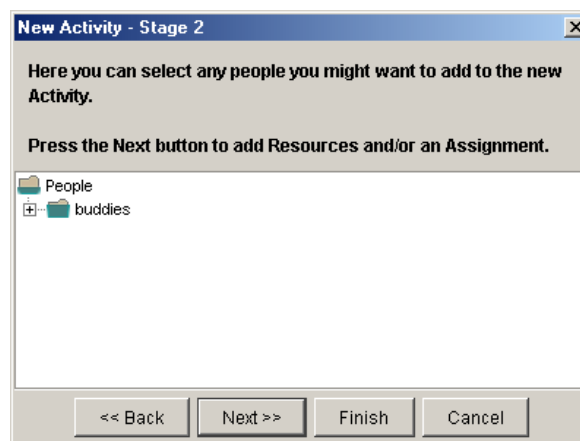 New Activity - Stage 2
Here you can select any people you might want to add to the new
Activity.
Press the Next button to add Resources and/or an Assignment.
People
buddies
<< Back
Next >>
Finish
Cancel